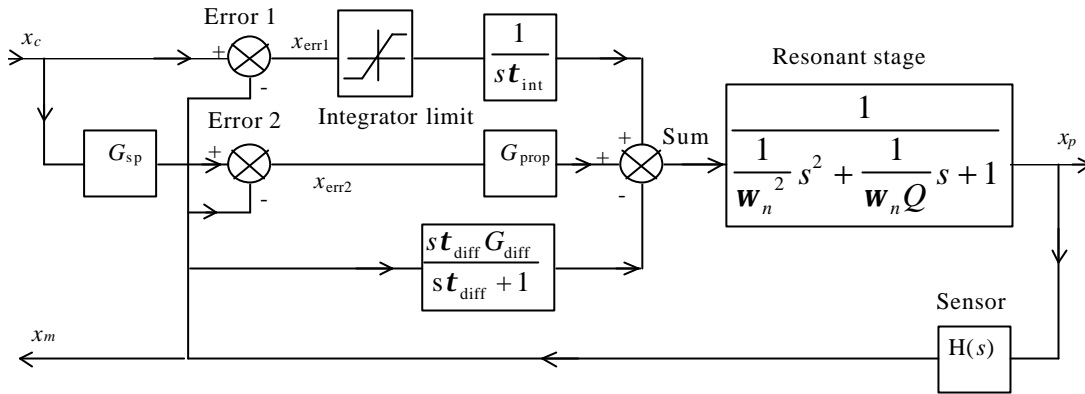 Error 1
x_c
+
-
x_err1
Integrator limit
1
s𝝉_int
Resonant stage
G_sp
Error 2
+
-
x_err2
G_prop
+
+
-
Sum
1
1
𝝎_n²
s² +
1
𝝎_n Q
s + 1
x_p
s𝝉_diff G_diff
s𝝉_diff + 1
Sensor
H(s)
x_m